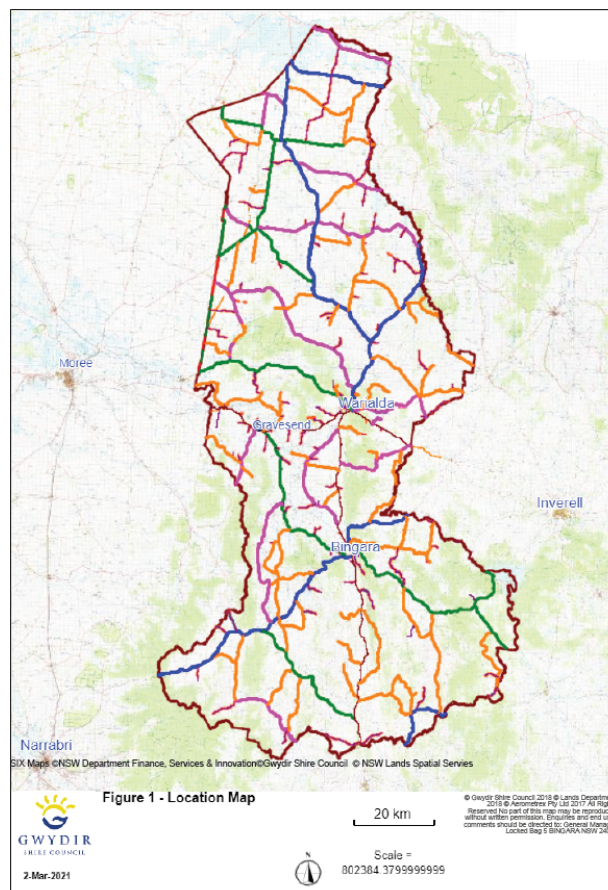 Moree
Warialda
Gravesend
Inverell
Bingara
Narrabri
SIX Maps ©NSW Department Finance, Services & Innovation©Gwydir Shire Council © NSW Lands Spatial Servies
Figure 1 - Location Map
20 km
© Gwydir Shire Council 2018 © Lands Departm
2018 © Aerometrex Pty Ltd 2017 All Righ
Reserved No part of this map may be reproduc
without written permission. Enquiries and end us
comments should be directed to: General Manag
Locked Bag 5 BINGARA NSW 240
GWYDIR
SHIRE COUNCIL
N
Scale =
802384.3799999999
2-Mar-2021